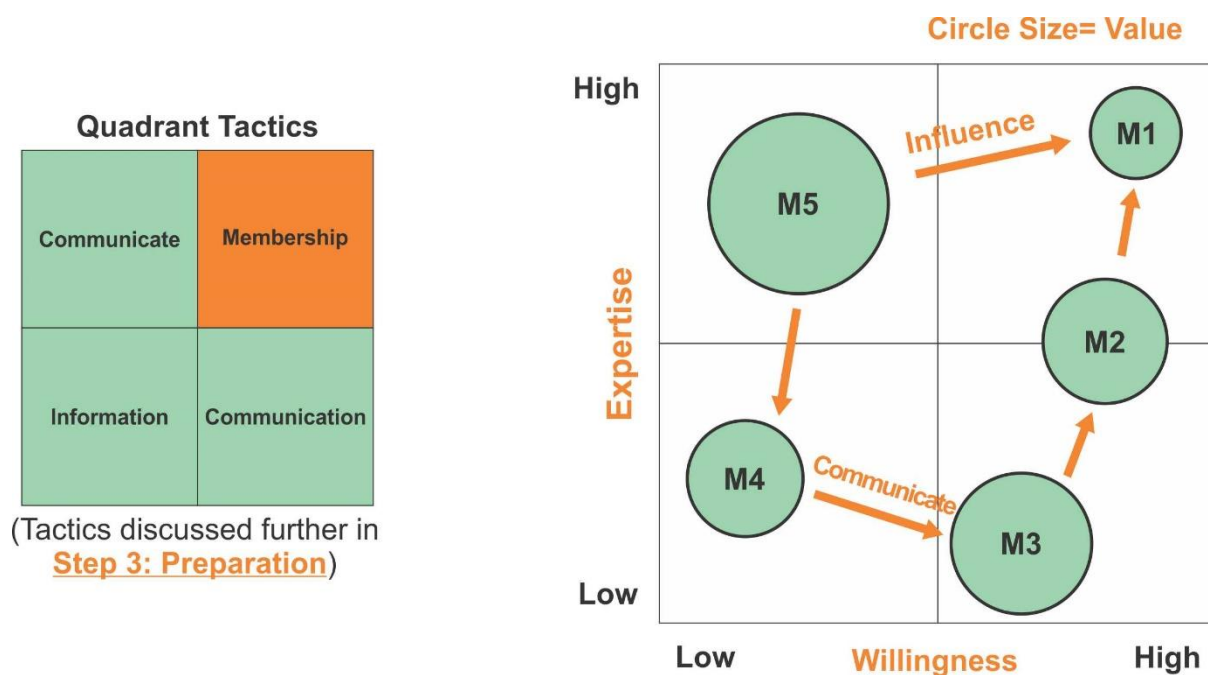 Quadrant Tactics
Communicate
Membership
Information
Communication
(Tactics discussed further in
Step 3: Preparation)
Circle Size= Value
High
Expertise
Low
Influence
M1
M5
M2
M4
Communicate
M3
Low
Willingness
High